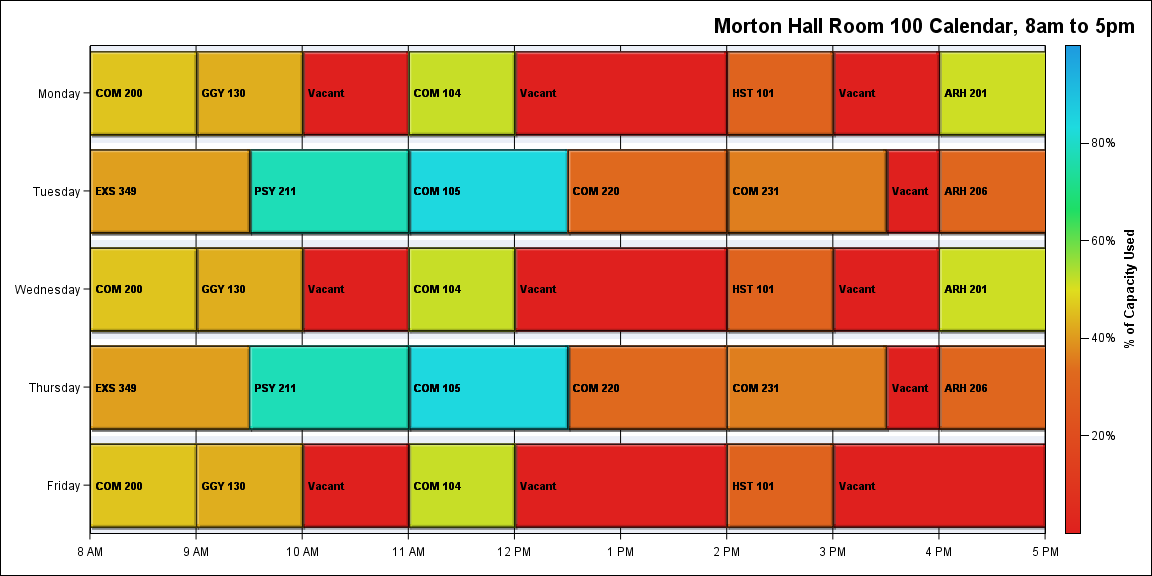 Morton Hall Room 100 Calendar, 8am to 5pm
Monday
COM 200
GGY 130
Vacant
COM 104
Vacant
HST 101
Vacant
ARH 201
Tuesday
EXS 349
PSY 211
COM 105
COM 220
COM 231
Vacant
ARH 206
Wednesday
COM 200
GGY 130
Vacant
COM 104
Vacant
HST 101
Vacant
ARH 201
Thursday
EXS 349
PSY 211
COM 105
COM 220
COM 231
Vacant
ARH 206
Friday
COM 200
GGY 130
Vacant
COM 104
Vacant
HST 101
Vacant
8 AM
9 AM
10 AM
11 AM
12 PM
1 PM
2 PM
3 PM
4 PM
5 PM
80%
60%
40%
20%
% of Capacity Used